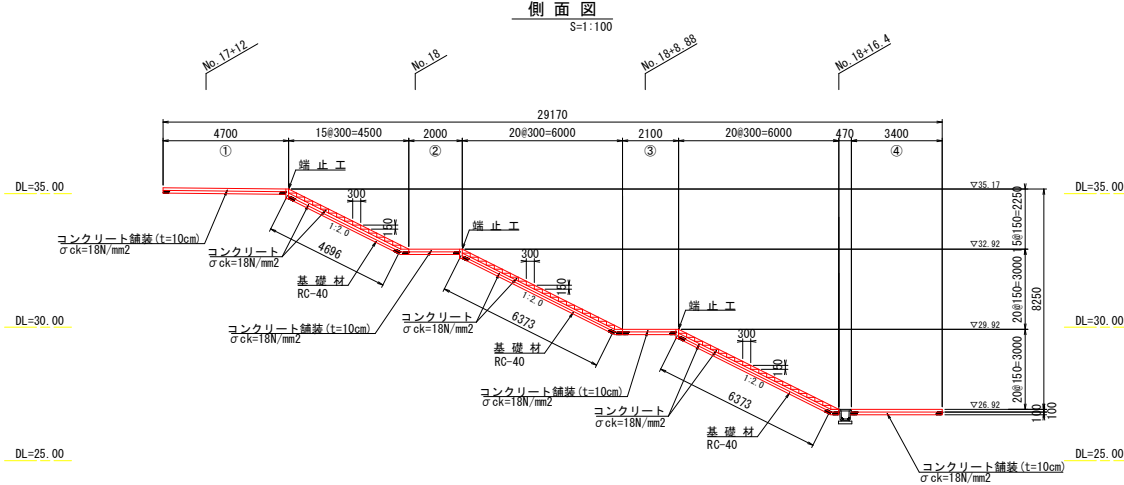 側面図
S=1:100
No.17+12
No.18
No.18+8.88
No.18+16.4
29170
4700
15@300=4500
2000
20@300=6000
2100
20@300=6000
470
3400
①
②
③
④
端止工
端止工
端止工
DL=35.00
DL=30.00
DL=25.00
DL=35.00
DL=30.00
DL=25.00
▽35.17
▽32.92
▽29.92
▽26.92
15@150=2250
20@150=3000
20@150=3000
8250
100
100
300
150
1:2.0
4696
コンクリート舗装(t=10cm)
σck=18N/mm2
コンクリート
σck=18N/mm2
基礎材
RC-40
300
150
1:2.0
6373
コンクリート舗装(t=10cm)
σck=18N/mm2
コンクリート
σck=18N/mm2
基礎材
RC-40
300
150
1:2.0
6373
コンクリート舗装(t=10cm)
σck=18N/mm2
コンクリート
σck=18N/mm2
基礎材
RC-40
コンクリート舗装(t=10cm)
σck=18N/mm2